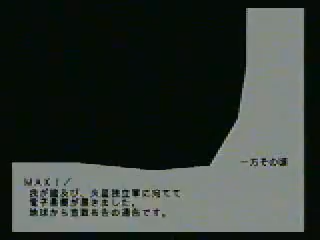 一方その頃
MAKI/
我が鑑及び、火星独立軍に宛てて
電子書簡が届きました。
地球から宣戦布告の通告です。